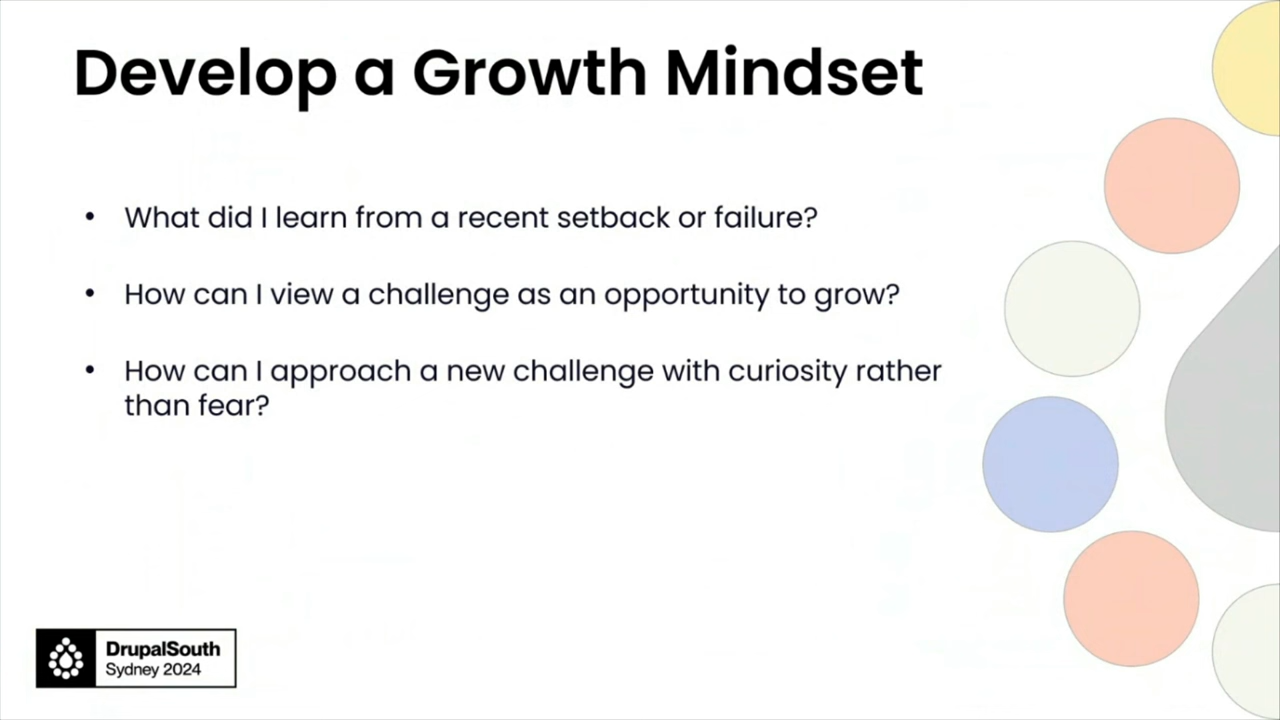 Develop a Growth Mindset
• What did I learn from a recent setback or failure?
• How can I view a challenge as an opportunity to grow?
• How can I approach a new challenge with curiosity rather
than fear?
DrupalSouth
Sydney 2024